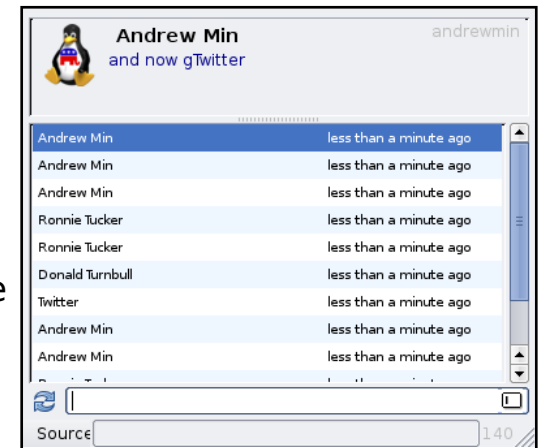 Andrew Min andrewmin
and now gTwitter
Andrew Min less than a minute ago
Andrew Min less than a minute ago
Andrew Min less than a minute ago
Ronnie Tucker less than a minute ago
Ronnie Tucker less than a minute ago
Donald Turnbull less than a minute ago
e
Twitter less than a minute ago
Andrew Min less than a minute ago
Andrew Min less than a minute ago
Source 140